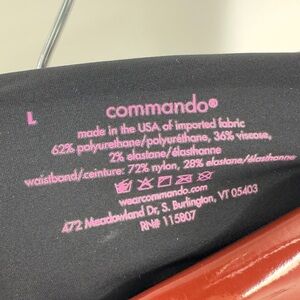 L
commando®
made in the USA of imported fabric
62% polyurethane/polyuréthane, 36% viscose,
2% elastane/élasthanne
waistband/ceinture: 72% nylon, 28% elastane/élasthanne
wearcommando.com
472 Meadowland Dr, S. Burlington, VT 05403
RN# 115807